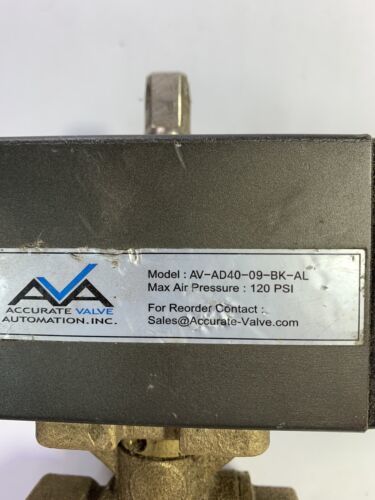 AVA
ACCURATE VALVE
AUTOMATION.INC.
Model : AV-AD40-09-BK-AL
Max Air Pressure : 120 PSI
For Reorder Contact :
Sales@Accurate-Valve.com